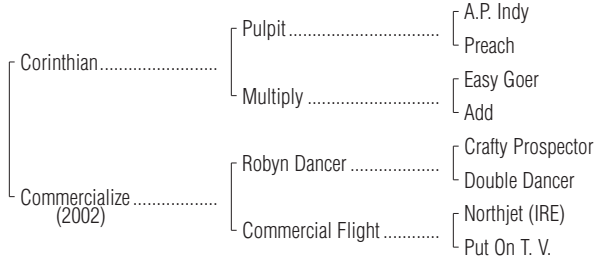 A.P. Indy
Pulpit
Preach
Corinthian
Easy Goer
Multiply
Add
Crafty Prospector
Robyn Dancer
Double Dancer
Commercialize
(2002)
Northjet (IRE)
Commercial Flight
Put On T. V.